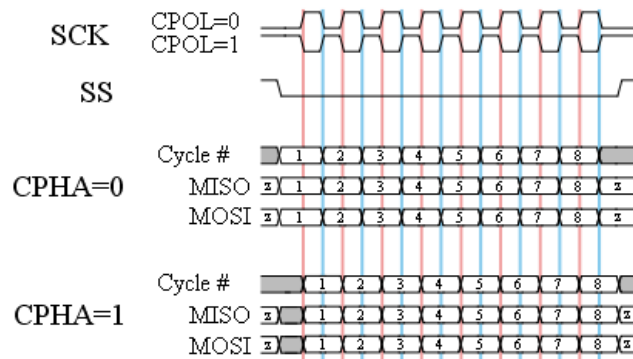 SCK CPOL=0
CPOL=1
SS
Cycle # 1 2 3 4 5 6 7 8
CPHA=0 MISO z 1 2 3 4 5 6 7 8 z
MOSI z 1 2 3 4 5 6 7 8 z
Cycle # 1 2 3 4 5 6 7 8
CPHA=1 MISO z 1 2 3 4 5 6 7 8 z
MOSI z 1 2 3 4 5 6 7 8 z